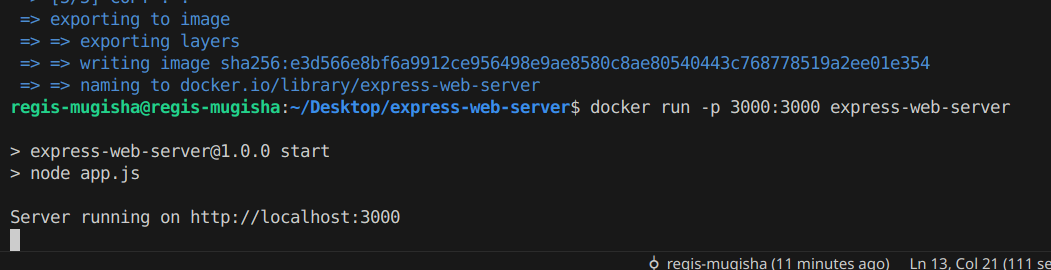 => exporting to image
=> => exporting layers
=> => writing image sha256:e3d566e8bf6a9912ce956498e9ae8580c8ae80540443c768778519a2ee01e354
=> => naming to docker.io/library/express-web-server
regis-mugisha@regis-mugisha:~/Desktop/express-web-server$ docker run -p 3000:3000 express-web-server
> express-web-server@1.0.0 start
> node app.js
Server running on http://localhost:3000
regis-mugisha (11 minutes ago) Ln 13, Col 21 (111 se